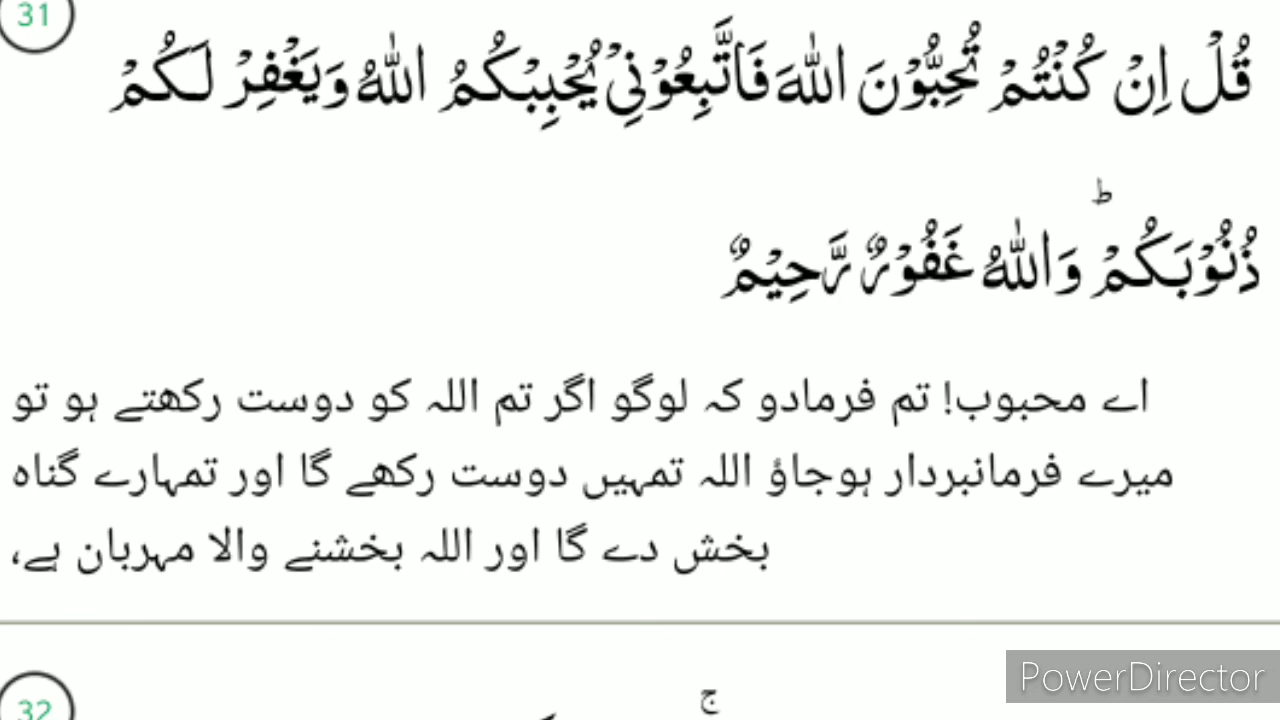 31
قُلْ اِنْ كُنْتُمْ تُحِبُّوْنَ اللّٰهَ فَاتَّبِعُوْنِیْ یُحْبِبْكُمُ اللّٰهُ وَیَغْفِرْ لَكُمْ
ذُنُوْبَكُمْؕ وَاللّٰهُ غَفُوْرٌ رَّحِیْمٌ
اے محبوب! تم فرمادو کہ لوگو اگر تم اللہ کو دوست رکھتے ہو تو
میرے فرمانبردار ہوجاؤ اللہ تمہیں دوست رکھے گا اور تمہارے گناہ
بخش دے گا اور اللہ بخشنے والا مہربان ہے،
32
PowerDirector